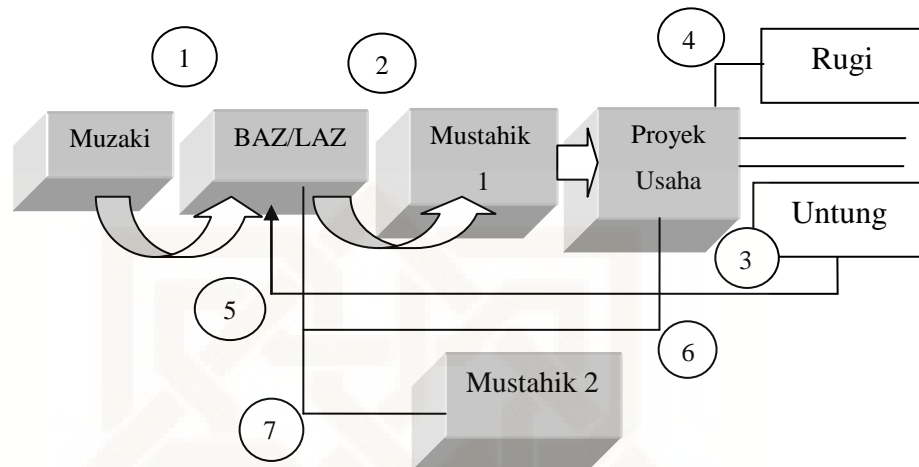 1
2
4
Rugi
Muzaki
BAZ/LAZ
Mustahik
1
Proyek
Usaha
Untung
3
5
6
Mustahik 2
7